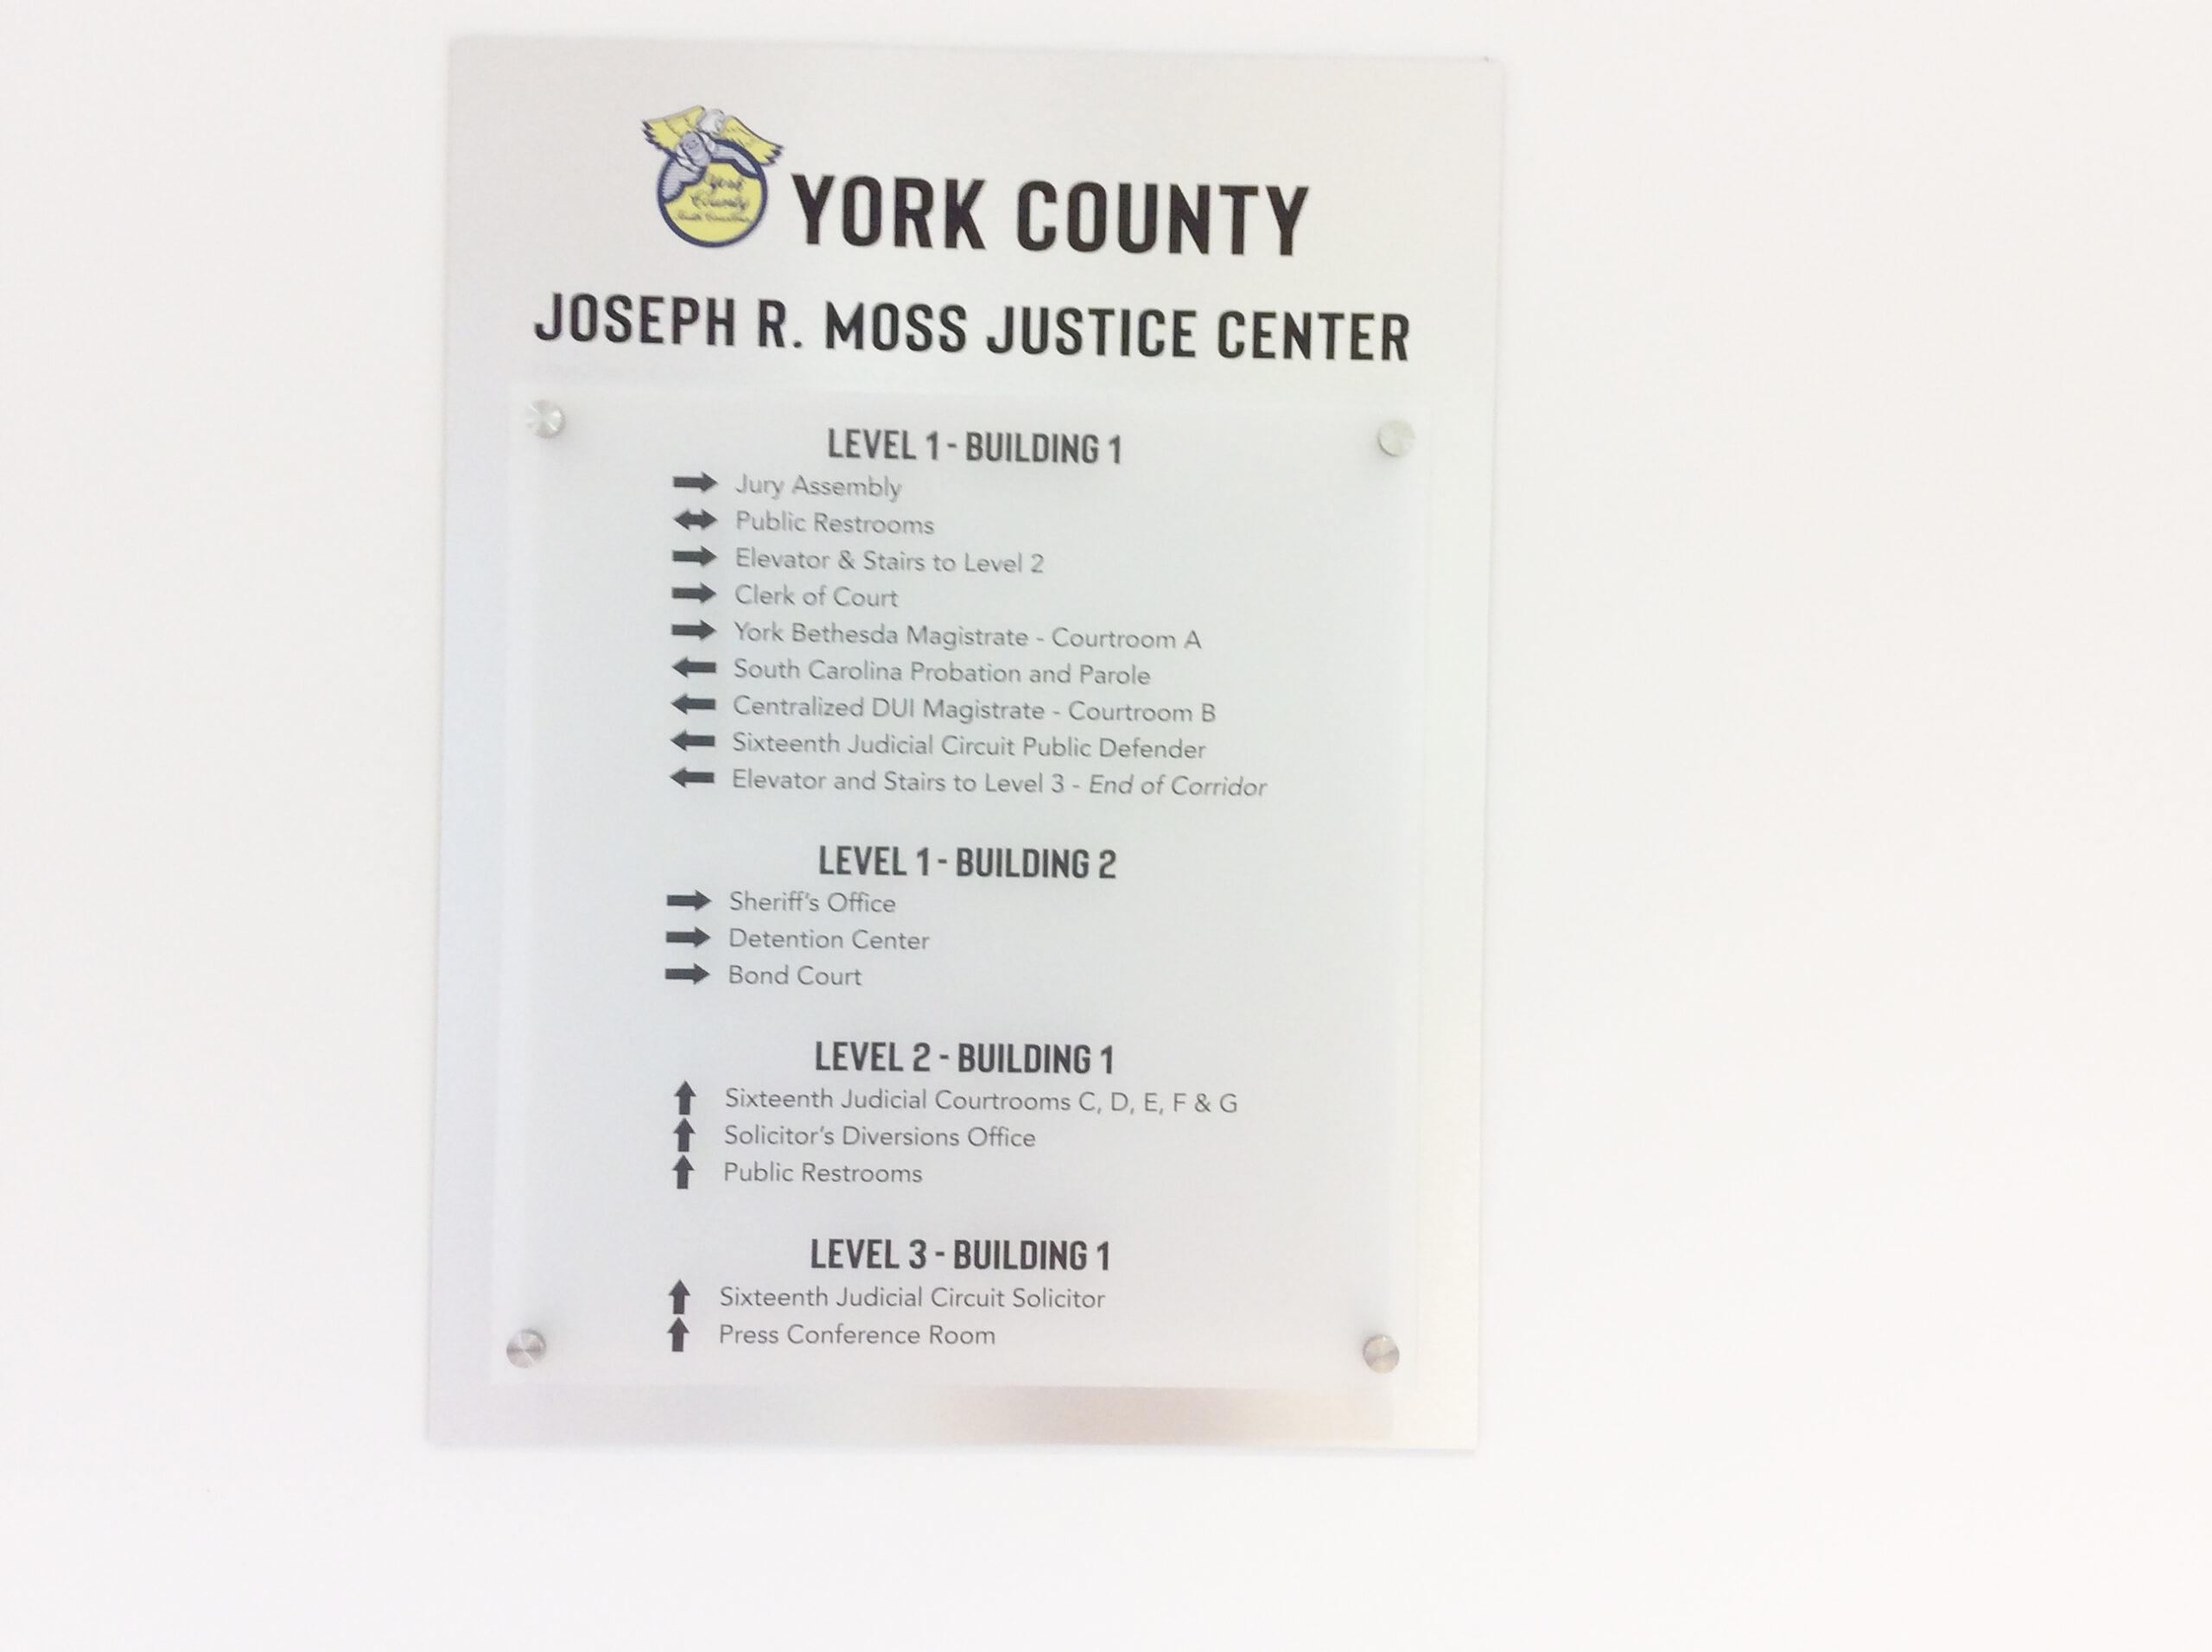 York
County
South Carolina
YORK COUNTY
JOSEPH R. MOSS JUSTICE CENTER
LEVEL 1 - BUILDING 1
Jury Assembly
Public Restrooms
Elevator & Stairs to Level 2
Clerk of Court
York Bethesda Magistrate - Courtroom A
South Carolina Probation and Parole
Centralized DUI Magistrate - Courtroom B
Sixteenth Judicial Circuit Public Defender
Elevator and Stairs to Level 3 - End of Corridor
LEVEL 1 - BUILDING 2
Sheriff's Office
Detention Center
Bond Court
LEVEL 2 - BUILDING 1
Sixteenth Judicial Courtrooms C, D, E, F & G
Solicitor's Diversions Office
Public Restrooms
LEVEL 3 - BUILDING 1
Sixteenth Judicial Circuit Solicitor
Press Conference Room